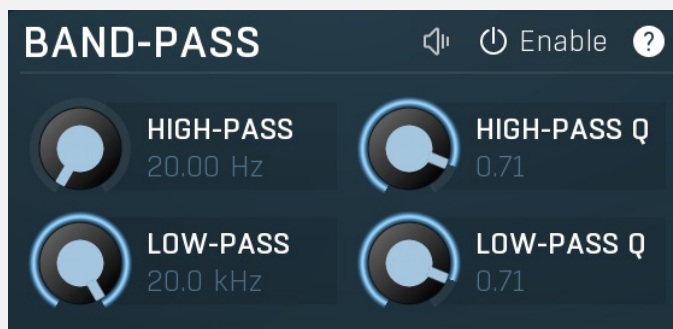 BAND-PASS Enable ?
HIGH-PASS
20.00 Hz
HIGH-PASS Q
0.71
LOW-PASS
20.0 kHz
LOW-PASS Q
0.71